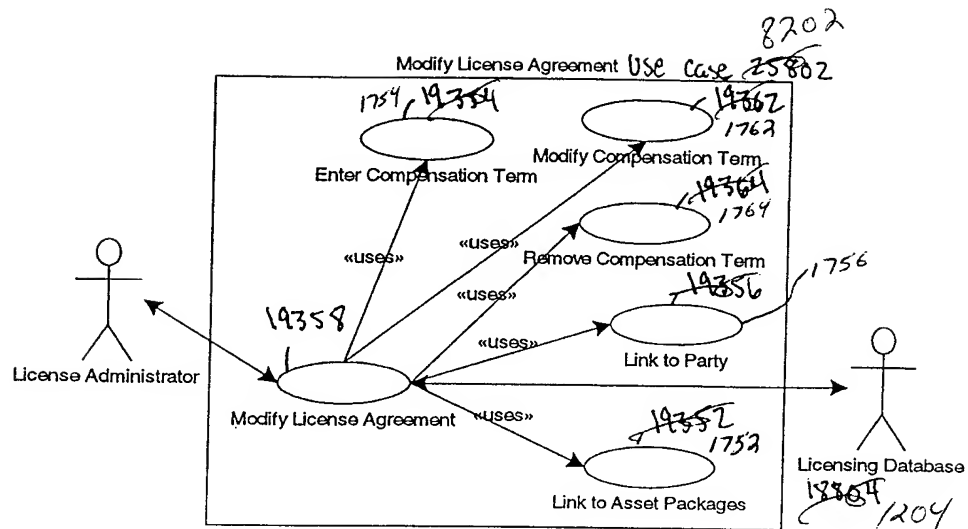 8202
Modify License Agreement Use case 25802
1754 19354
19362
1762
Enter Compensation Term
Modify Compensation Term
19364
1764
«uses»
«uses»
Remove Compensation Term
«uses»
19356
1756
19358
«uses»
Link to Party
License Administrator
Modify License Agreement
«uses»
19352
1752
Link to Asset Packages
Licensing Database
18804
1204